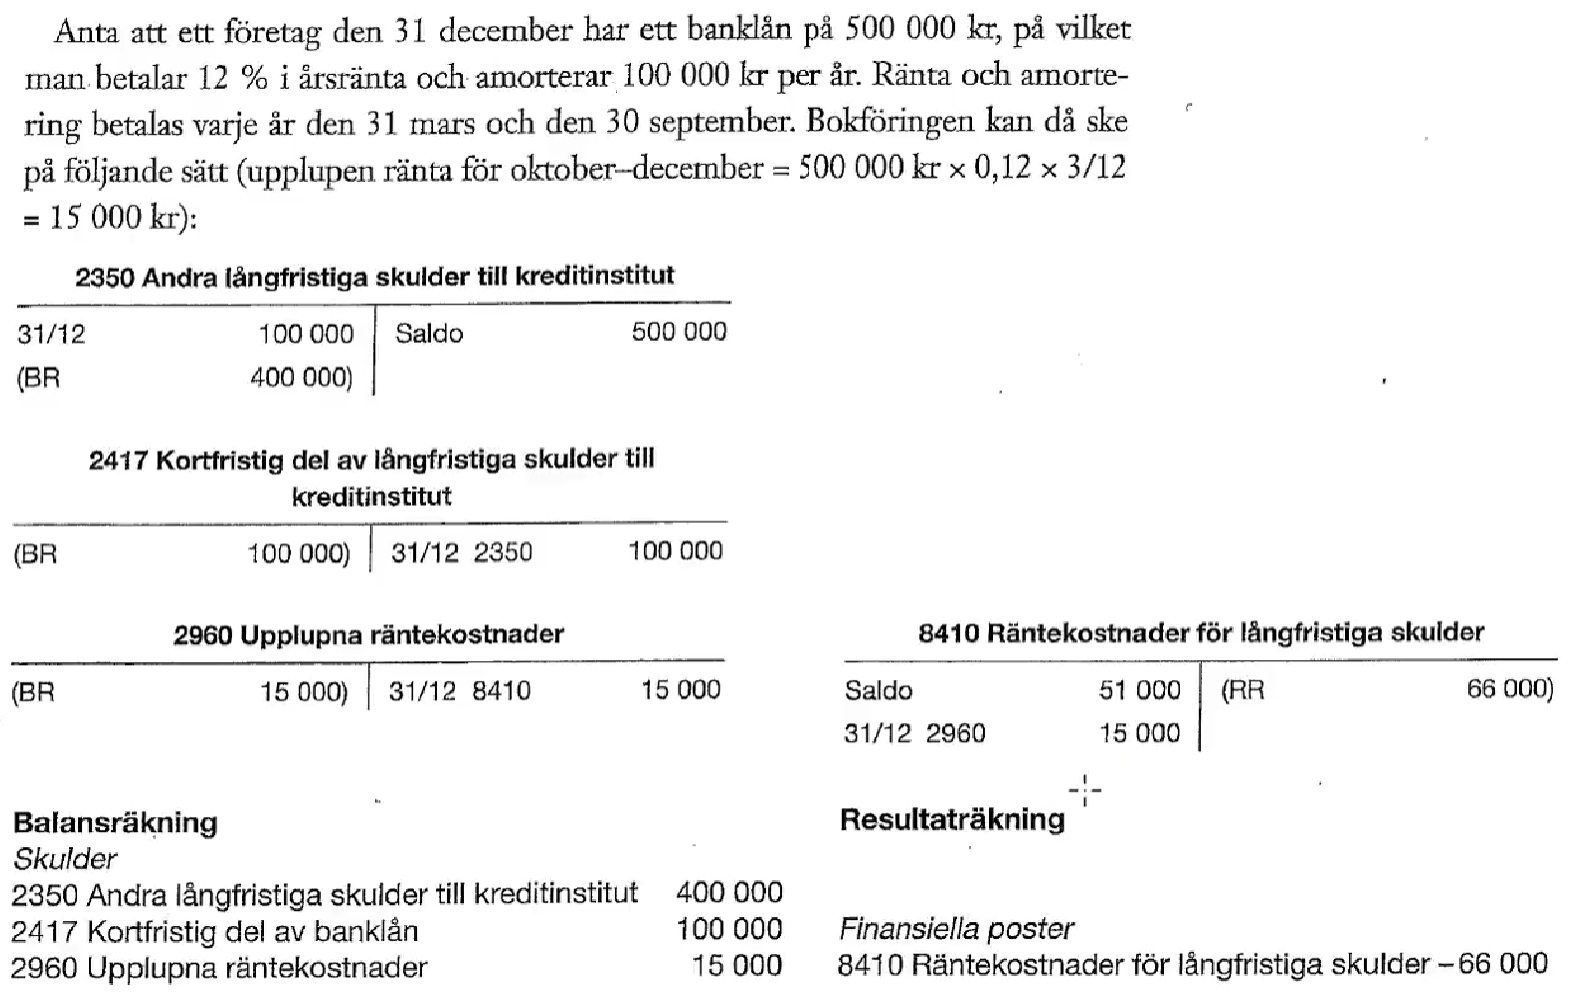 Anta att ett företag den 31 december har ett banklån på 500 000 kr, på vilket
man betalar 12 % i årsränta och amorterar 100 000 kr per år. Ränta och amorte-
ring betalas varje år den 31 mars och den 30 september. Bokföringen kan då ske
på följande sätt (upplupen ränta för oktober–december = 500 000 kr × 0,12 × 3/12
= 15 000 kr):
2350 Andra långfristiga skulder till kreditinstitut
31/12 100 000 Saldo 500 000
(BR 400 000)
2417 Kortfristig del av långfristiga skulder till
kreditinstitut
(BR 100 000) 31/12 2350 100 000
2960 Upplupna räntekostnader
(BR 15 000) 31/12 8410 15 000
8410 Räntekostnader för långfristiga skulder
Saldo 51 000 (RR 66 000)
31/12 2960 15 000
Balansräkning
Skulder
2350 Andra långfristiga skulder till kreditinstitut 400 000
2417 Kortfristig del av banklån 100 000
2960 Upplupna räntekostnader 15 000
Resultaträkning
Finansiella poster
8410 Räntekostnader för långfristiga skulder –66 000